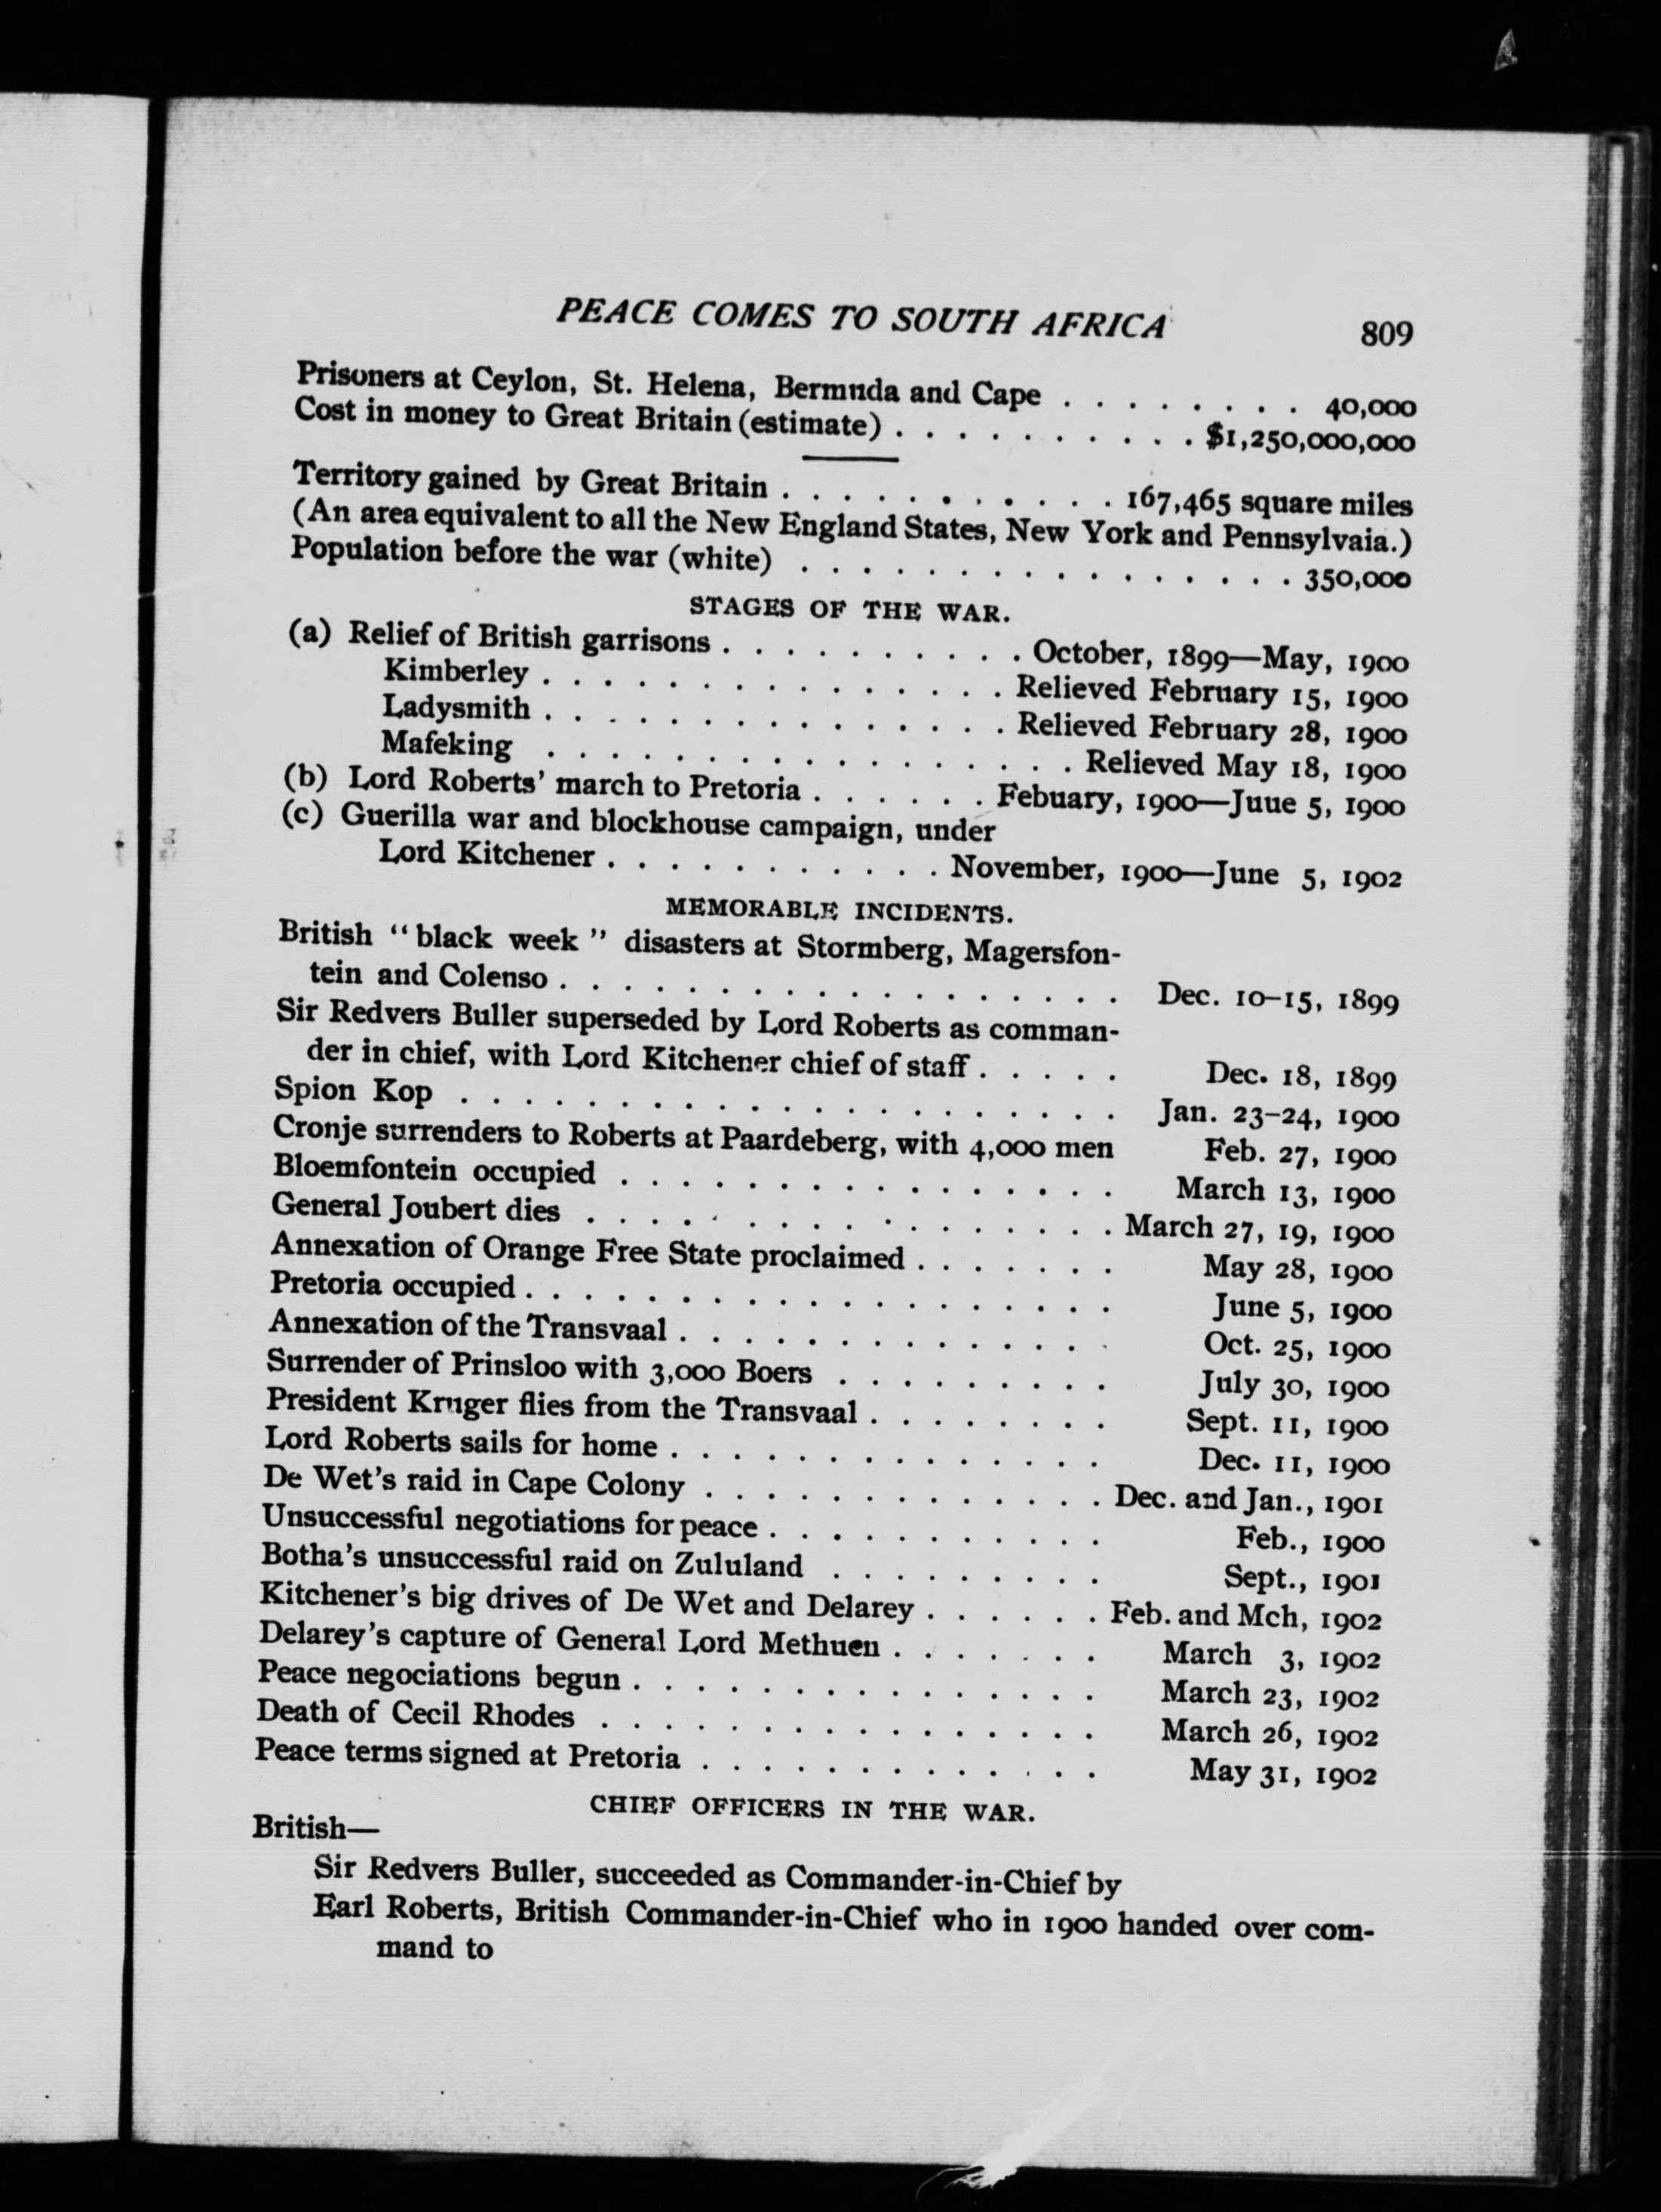 PEACE COMES TO SOUTH AFRICA 809
Prisoners at Ceylon, St. Helena, Bermuda and Cape . . . . . . . . 40,000
Cost in money to Great Britain (estimate) . . . . . . . . . . $1,250,000,000
Territory gained by Great Britain . . . . . . . . . . . 167,465 square miles
(An area equivalent to all the New England States, New York and Pennsylvaia.)
Population before the war (white) . . . . . . . . . . . . . . . . 350,000
STAGES OF THE WAR.
(a) Relief of British garrisons . . . . . . . . . . October, 1899—May, 1900
Kimberley . . . . . . . . . . . . . . . Relieved February 15, 1900
Ladysmith . . . . . . . . . . . . . . . Relieved February 28, 1900
Mafeking . . . . . . . . . . . . . . . . . Relieved May 18, 1900
(b) Lord Roberts' march to Pretoria . . . . . . Febuary, 1900—Juue 5, 1900
(c) Guerilla war and blockhouse campaign, under
Lord Kitchener . . . . . . . . . . . November, 1900—June 5, 1902
MEMORABLE INCIDENTS.
British "black week" disasters at Stormberg, Magersfon-
tein and Colenso . . . . . . . . . . . . . . . . . . Dec. 10-15, 1899
Sir Redvers Buller superseded by Lord Roberts as comman-
der in chief, with Lord Kitchener chief of staff . . . . . Dec. 18, 1899
Spion Kop . . . . . . . . . . . . . . . . . . . . . Jan. 23-24, 1900
Cronje surrenders to Roberts at Paardeberg, with 4,000 men Feb. 27, 1900
Bloemfontein occupied . . . . . . . . . . . . . . . . March 13, 1900
General Joubert dies . . . . . . . . . . . . . . . . . March 27, 19, 1900
Annexation of Orange Free State proclaimed . . . . . . . May 28, 1900
Pretoria occupied . . . . . . . . . . . . . . . . . . . June 5, 1900
Annexation of the Transvaal . . . . . . . . . . . . . . Oct. 25, 1900
Surrender of Prinsloo with 3,000 Boers . . . . . . . . . July 30, 1900
President Kruger flies from the Transvaal . . . . . . . . Sept. 11, 1900
Lord Roberts sails for home . . . . . . . . . . . . . . Dec. 11, 1900
De Wet's raid in Cape Colony . . . . . . . . . . . . . Dec. and Jan., 1901
Unsuccessful negotiations for peace . . . . . . . . . . . Feb., 1900
Botha's unsuccessful raid on Zululand . . . . . . . . . Sept., 1901
Kitchener's big drives of De Wet and Delarey . . . . . . Feb. and Mch, 1902
Delarey's capture of General Lord Methuen . . . . . . . March 3, 1902
Peace negociations begun . . . . . . . . . . . . . . . March 23, 1902
Death of Cecil Rhodes . . . . . . . . . . . . . . . . March 26, 1902
Peace terms signed at Pretoria . . . . . . . . . . . . . May 31, 1902
CHIEF OFFICERS IN THE WAR.
British—
Sir Redvers Buller, succeeded as Commander-in-Chief by
Earl Roberts, British Commander-in-Chief who in 1900 handed over com-
mand to